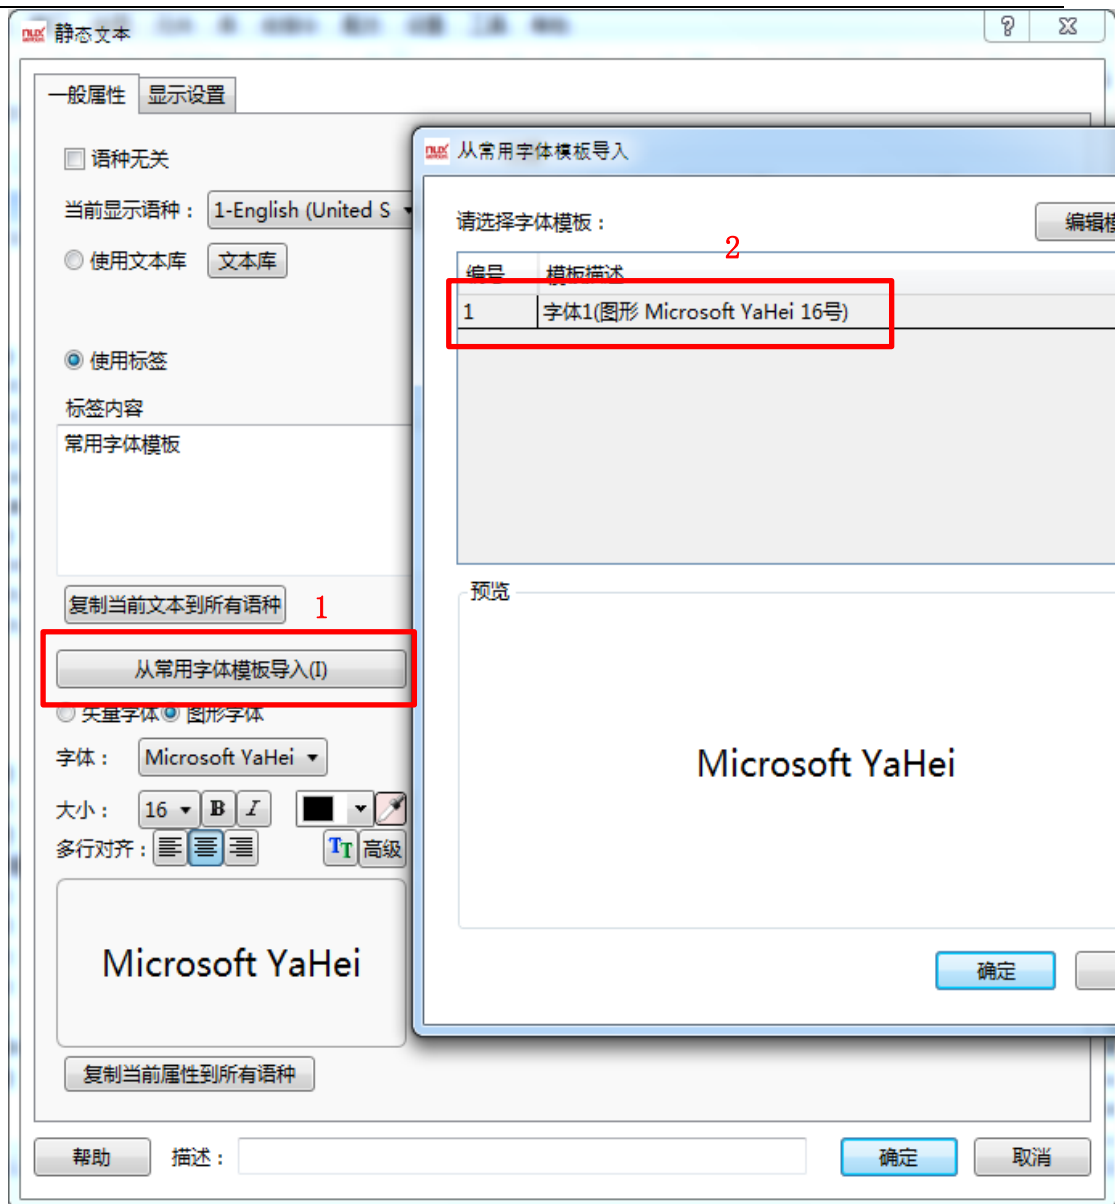 静态文本
一般属性 显示设置
语种无关
当前显示语种： 1-English (United S
使用文本库 文本库
使用标签
标签内容
常用字体模板
复制当前文本到所有语种 1
从常用字体模板导入(I)
矢量字体 图形字体
字体： Microsoft YaHei
大小： 16 B I
多行对齐： TT 高级
Microsoft YaHei
复制当前属性到所有语种
帮助 描述： 确定 取消
从常用字体模板导入
请选择字体模板： 编辑模
2
编号 模板描述
1 字体1(图形 Microsoft YaHei 16号)
预览
Microsoft YaHei
确定